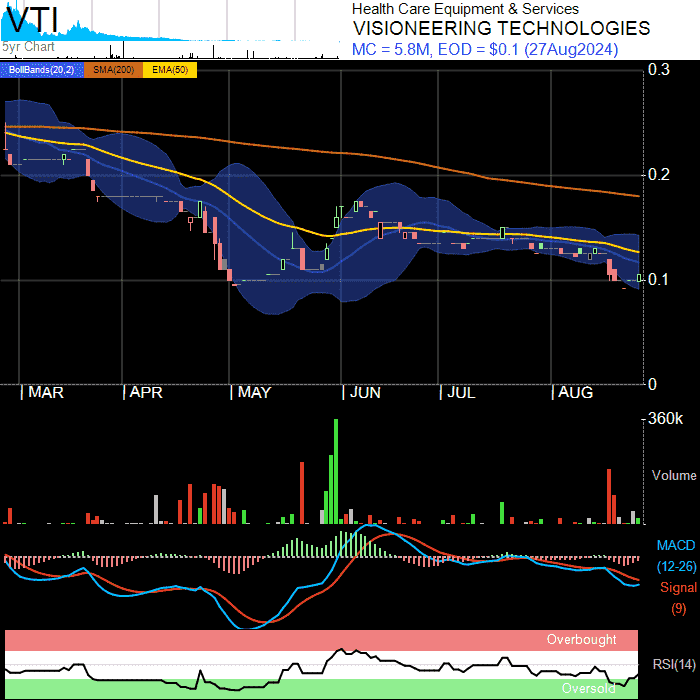 VTI
5yr Chart
Health Care Equipment & Services
VISIONEERING TECHNOLOGIES
MC = 5.8M, EOD = $0.1 (27Aug2024)
BollBands(20,2) SMA(200) EMA(50)
0.3
0.2
0.1
0
MAR APR MAY JUN JUL AUG
360k
Volume
MACD
(12-26)
Signal
(9)
Overbought
RSI(14)
Oversold